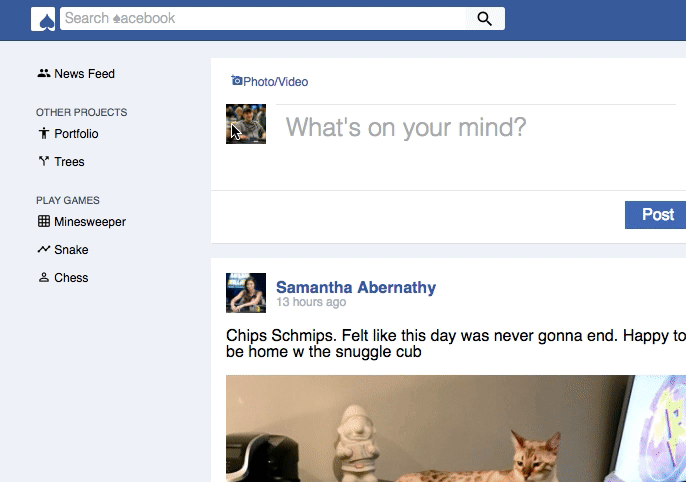 Search ♠acebook
News Feed
OTHER PROJECTS
Portfolio
Trees
PLAY GAMES
Minesweeper
Snake
Chess
Photo/Video
What's on your mind?
Post
Samantha Abernathy
13 hours ago
Chips Schmips. Felt like this day was never gonna end. Happy to
be home w the snuggle cub